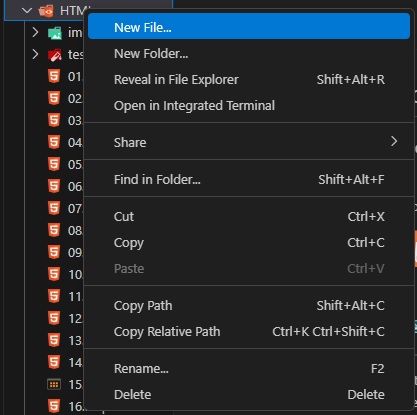 HTML
New File...
im
New Folder...
tes
Reveal in File Explorer Shift+Alt+R
01.
02.
Open in Integrated Terminal
03.
04.
Share
05.
06.
Find in Folder... Shift+Alt+F
07.
08.
Cut Ctrl+X
09.
Copy Ctrl+C
10.
Paste Ctrl+V
11.
Copy Path Shift+Alt+C
12.
13.
Copy Relative Path Ctrl+K Ctrl+Shift+C
14.
Rename... F2
15.
Delete Delete
16.